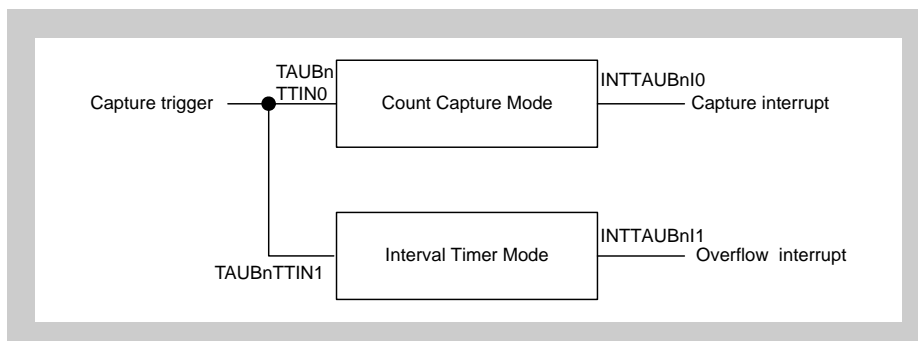 TAUBn
TTIN0
INTTAUBnI0
Capture trigger
Count Capture Mode
Capture interrupt
INTTAUBnI1
Interval Timer Mode
Overflow interrupt
TAUBnTTIN1